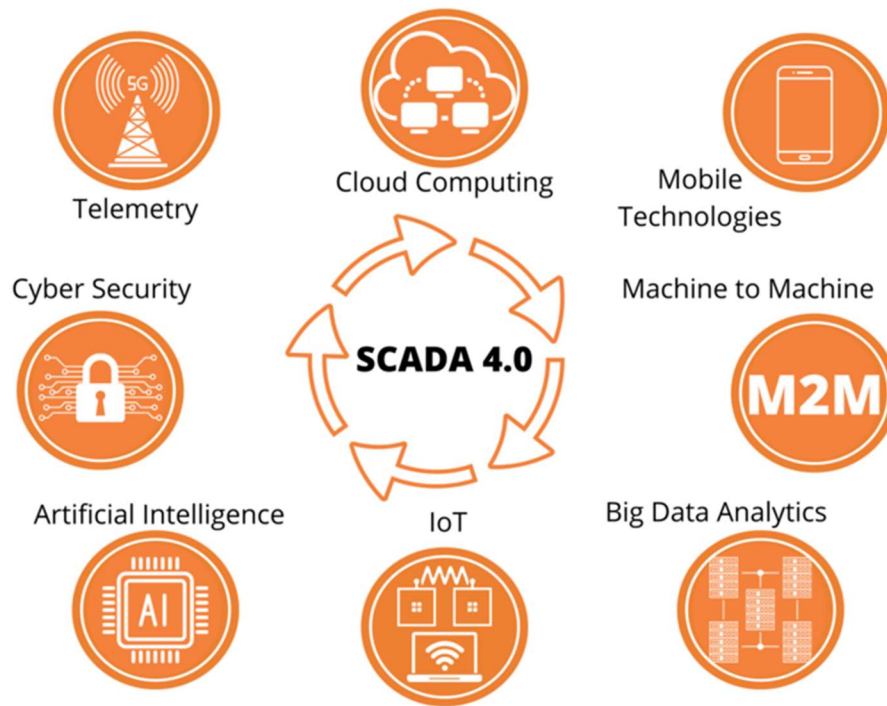 5G
Telemetry
Cloud Computing
Mobile
Technologies
Cyber Security
Machine to Machine
SCADA 4.0
M2M
Artificial Intelligence
IoT
Big Data Analytics
AI